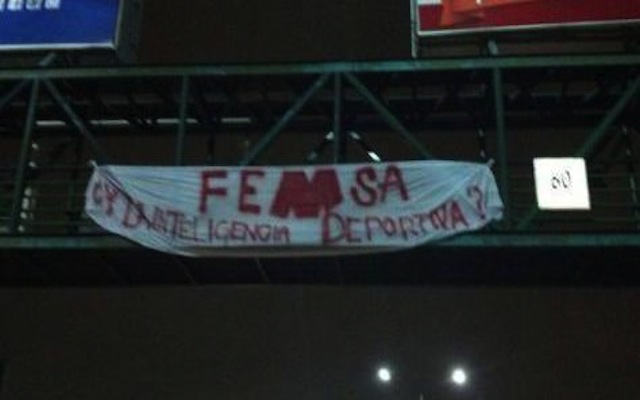 FEMSA
¿Y LA INTELIGENCIA DEPORTIVA?
60